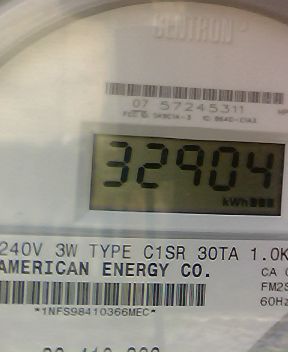 SENTRON
07 57245311
32904
kWh
240V 3W TYPE C1SR 30TA 1.0K
AMERICAN ENERGY CO.
CA
FM2S
60Hz
*1NFS98410366MEC*